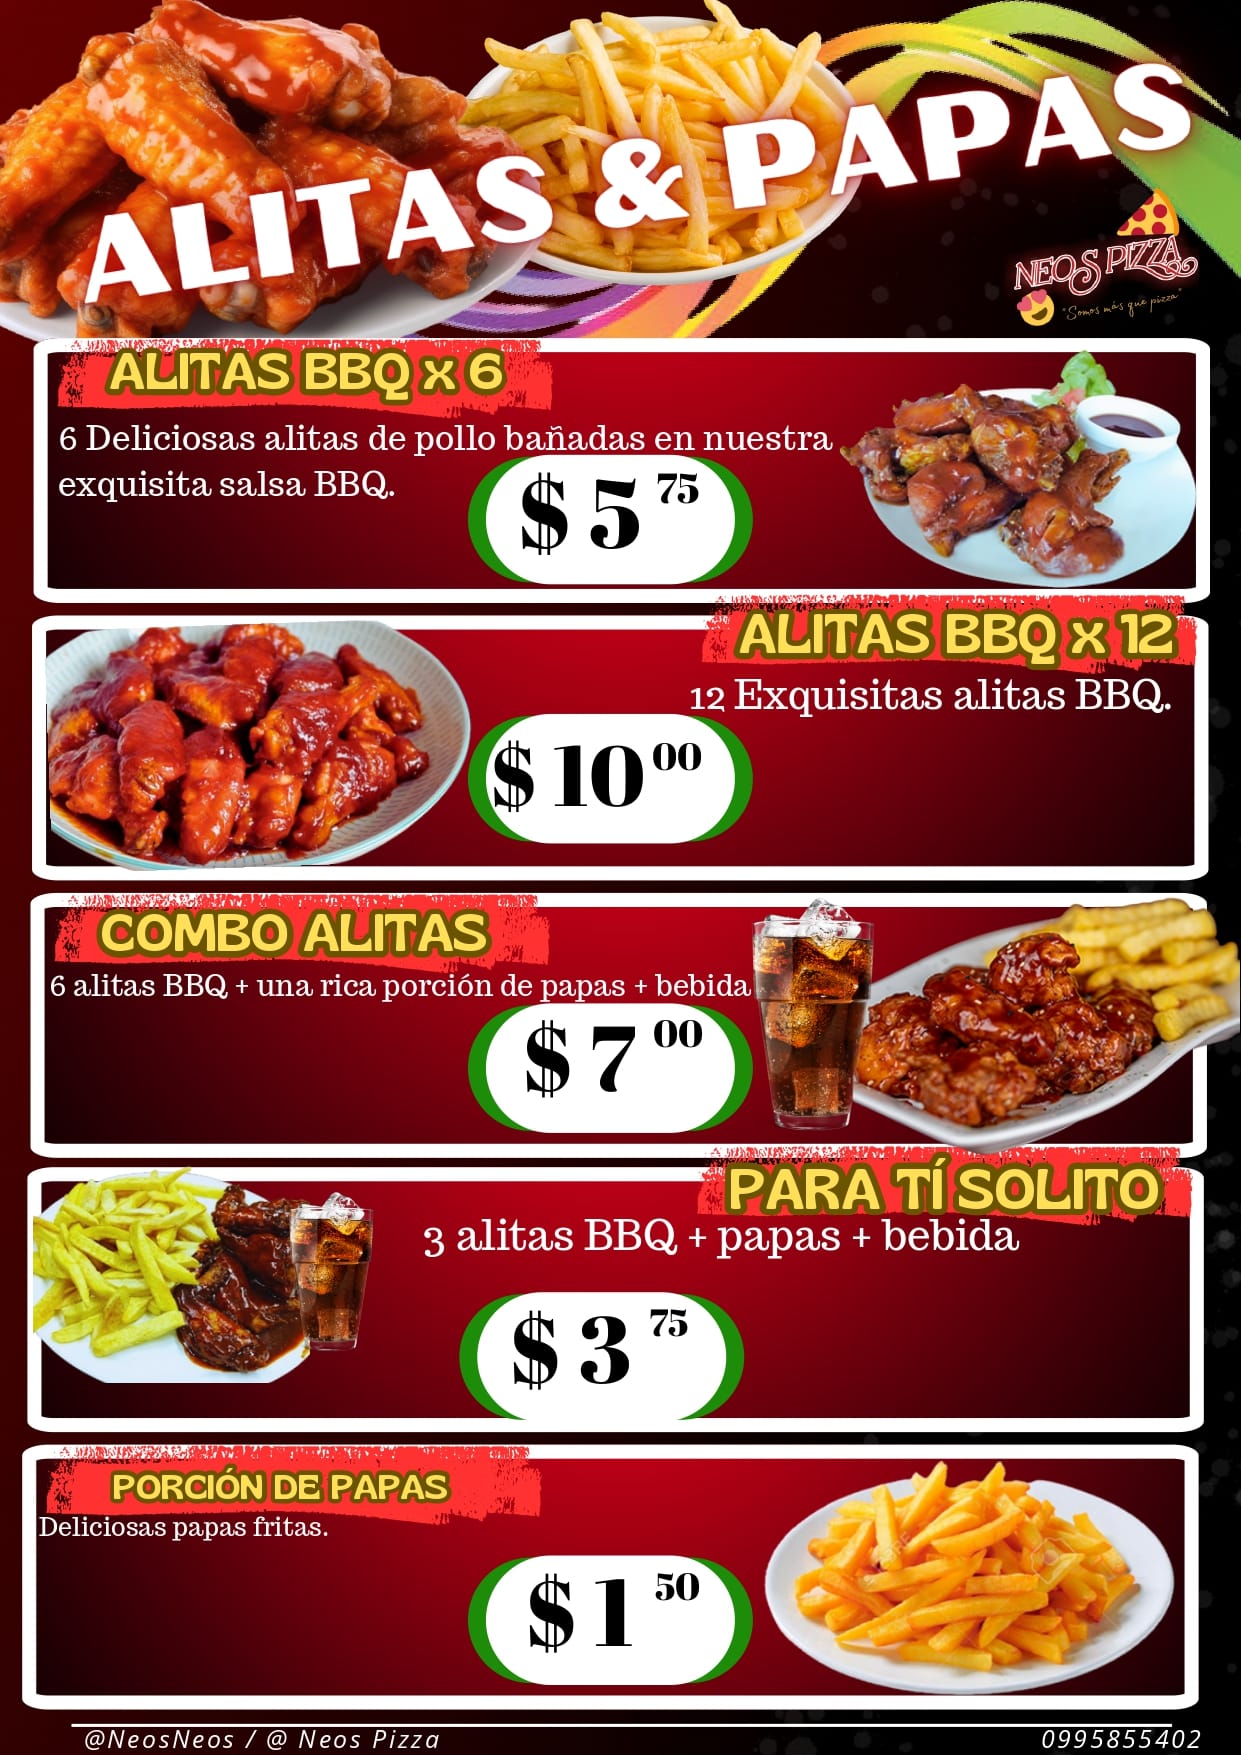 ALITAS & PAPAS
NEOS PIZZA
"Somos más que pizza"
ALITAS BBQ x 6
6 Deliciosas alitas de pollo bañadas en nuestra
exquisita salsa BBQ.
$ 5 75
ALITAS BBQ x 12
12 Exquisitas alitas BBQ.
$ 10 00
COMBO ALITAS
6 alitas BBQ + una rica porción de papas + bebida
$ 7 00
PARA TÍ SOLITO
3 alitas BBQ + papas + bebida
$ 3 75
PORCIÓN DE PAPAS
Deliciosas papas fritas.
$ 1 50
@NeosNeos / @ Neos Pizza
0995855402